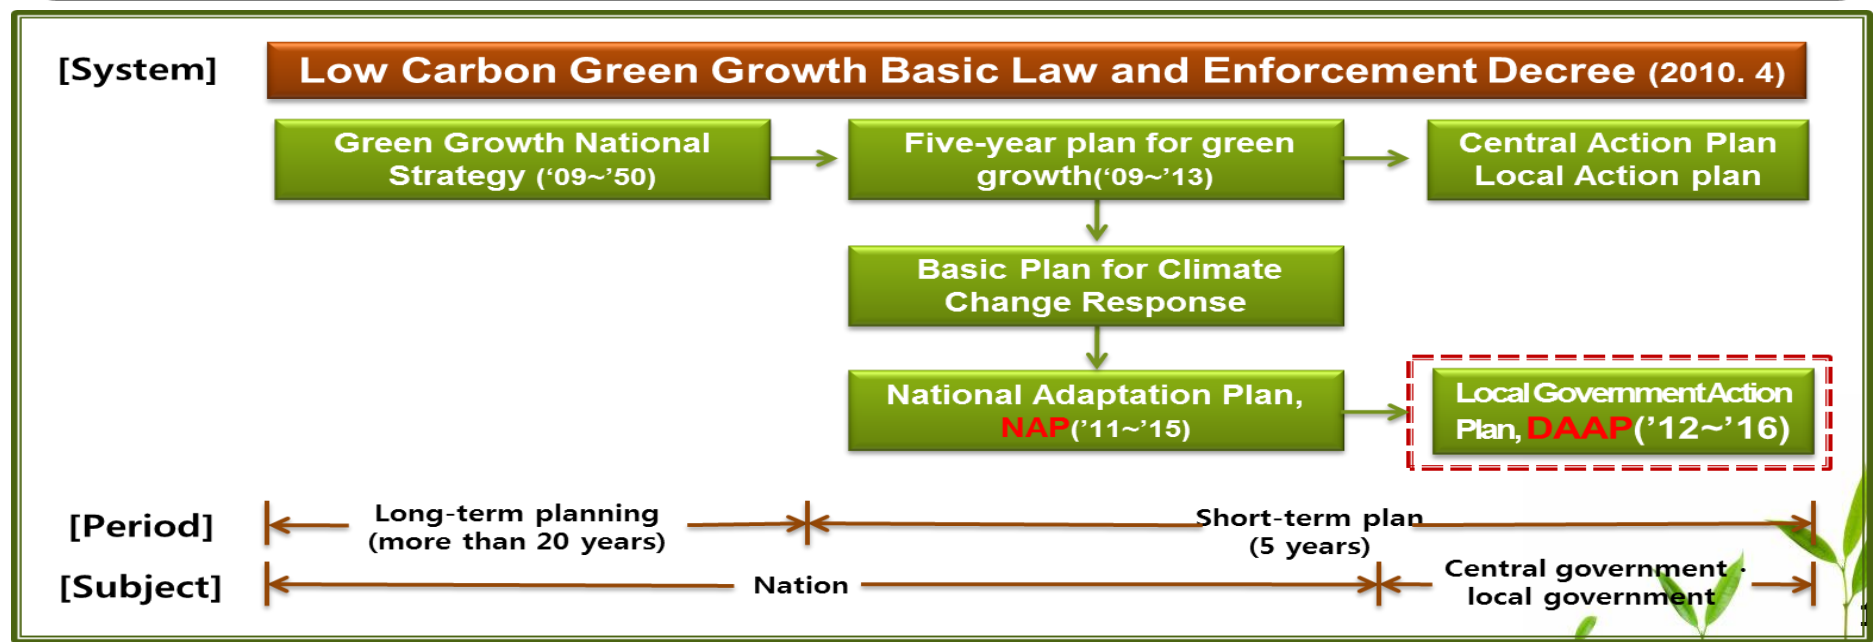 [System]
Low Carbon Green Growth Basic Law and Enforcement Decree (2010. 4)
Green Growth National
Strategy (‘09~’50)
Five-year plan for green
growth(‘09~’13)
Central Action Plan
Local Action plan
Basic Plan for Climate
Change Response
National Adaptation Plan,
NAP(’11~’15)
Local Government Action
Plan, DAAP(’12~’16)
[Period]
Long-term planning
(more than 20 years)
Short-term plan
(5 years)
[Subject]
Nation
Central government ·
local government